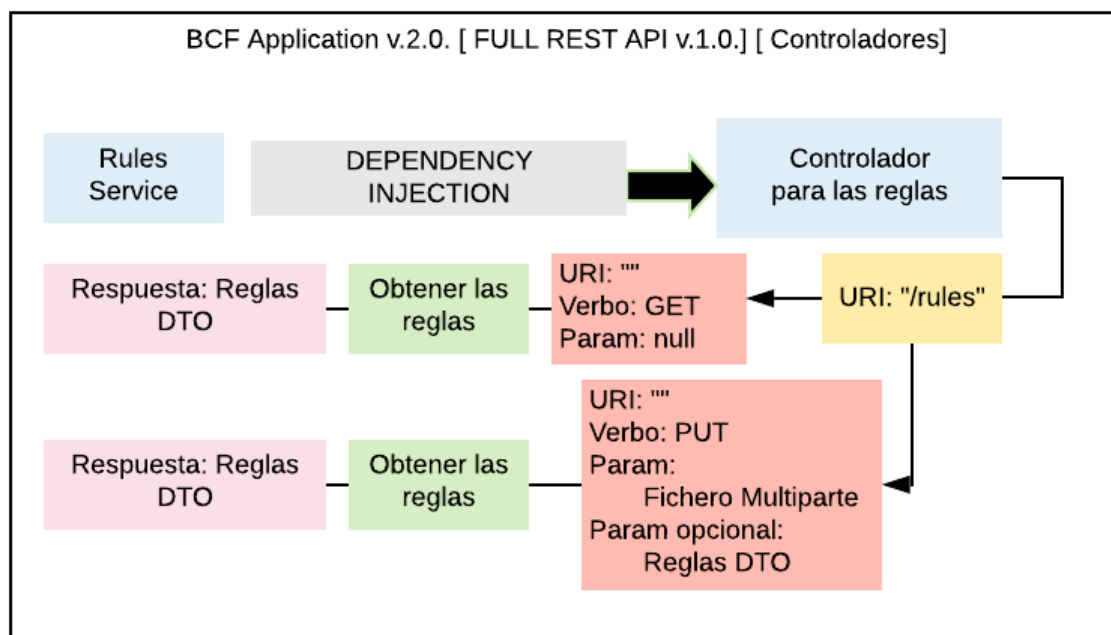 BCF Application v.2.0. [ FULL REST API v.1.0.] [ Controladores]
Rules
Service
DEPENDENCY
INJECTION
Controlador
para las reglas
Respuesta: Reglas
DTO
Obtener las
reglas
URI: ""
Verbo: GET
Param: null
URI: "/rules"
Respuesta: Reglas
DTO
Obtener las
reglas
URI: ""
Verbo: PUT
Param:
Fichero Multiparte
Param opcional:
Reglas DTO